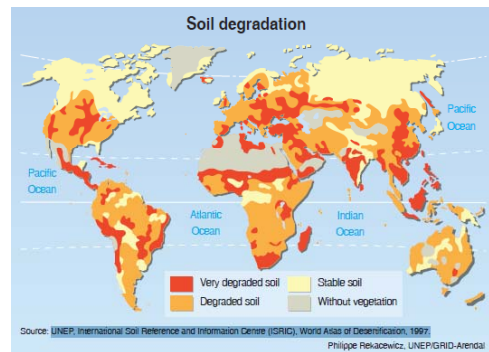 Soil degradation
Pacific
Ocean
Pacific
Ocean
Atlantic
Ocean
Indian
Ocean
Very degraded soil
Stable soil
Degraded soil
Without vegetation
Source: UNEP, International Soil Reference and Information Centre (ISRIC), World Atlas of Desertification, 1997.
Philippe Rekacewicz, UNEP/GRID-Arendal